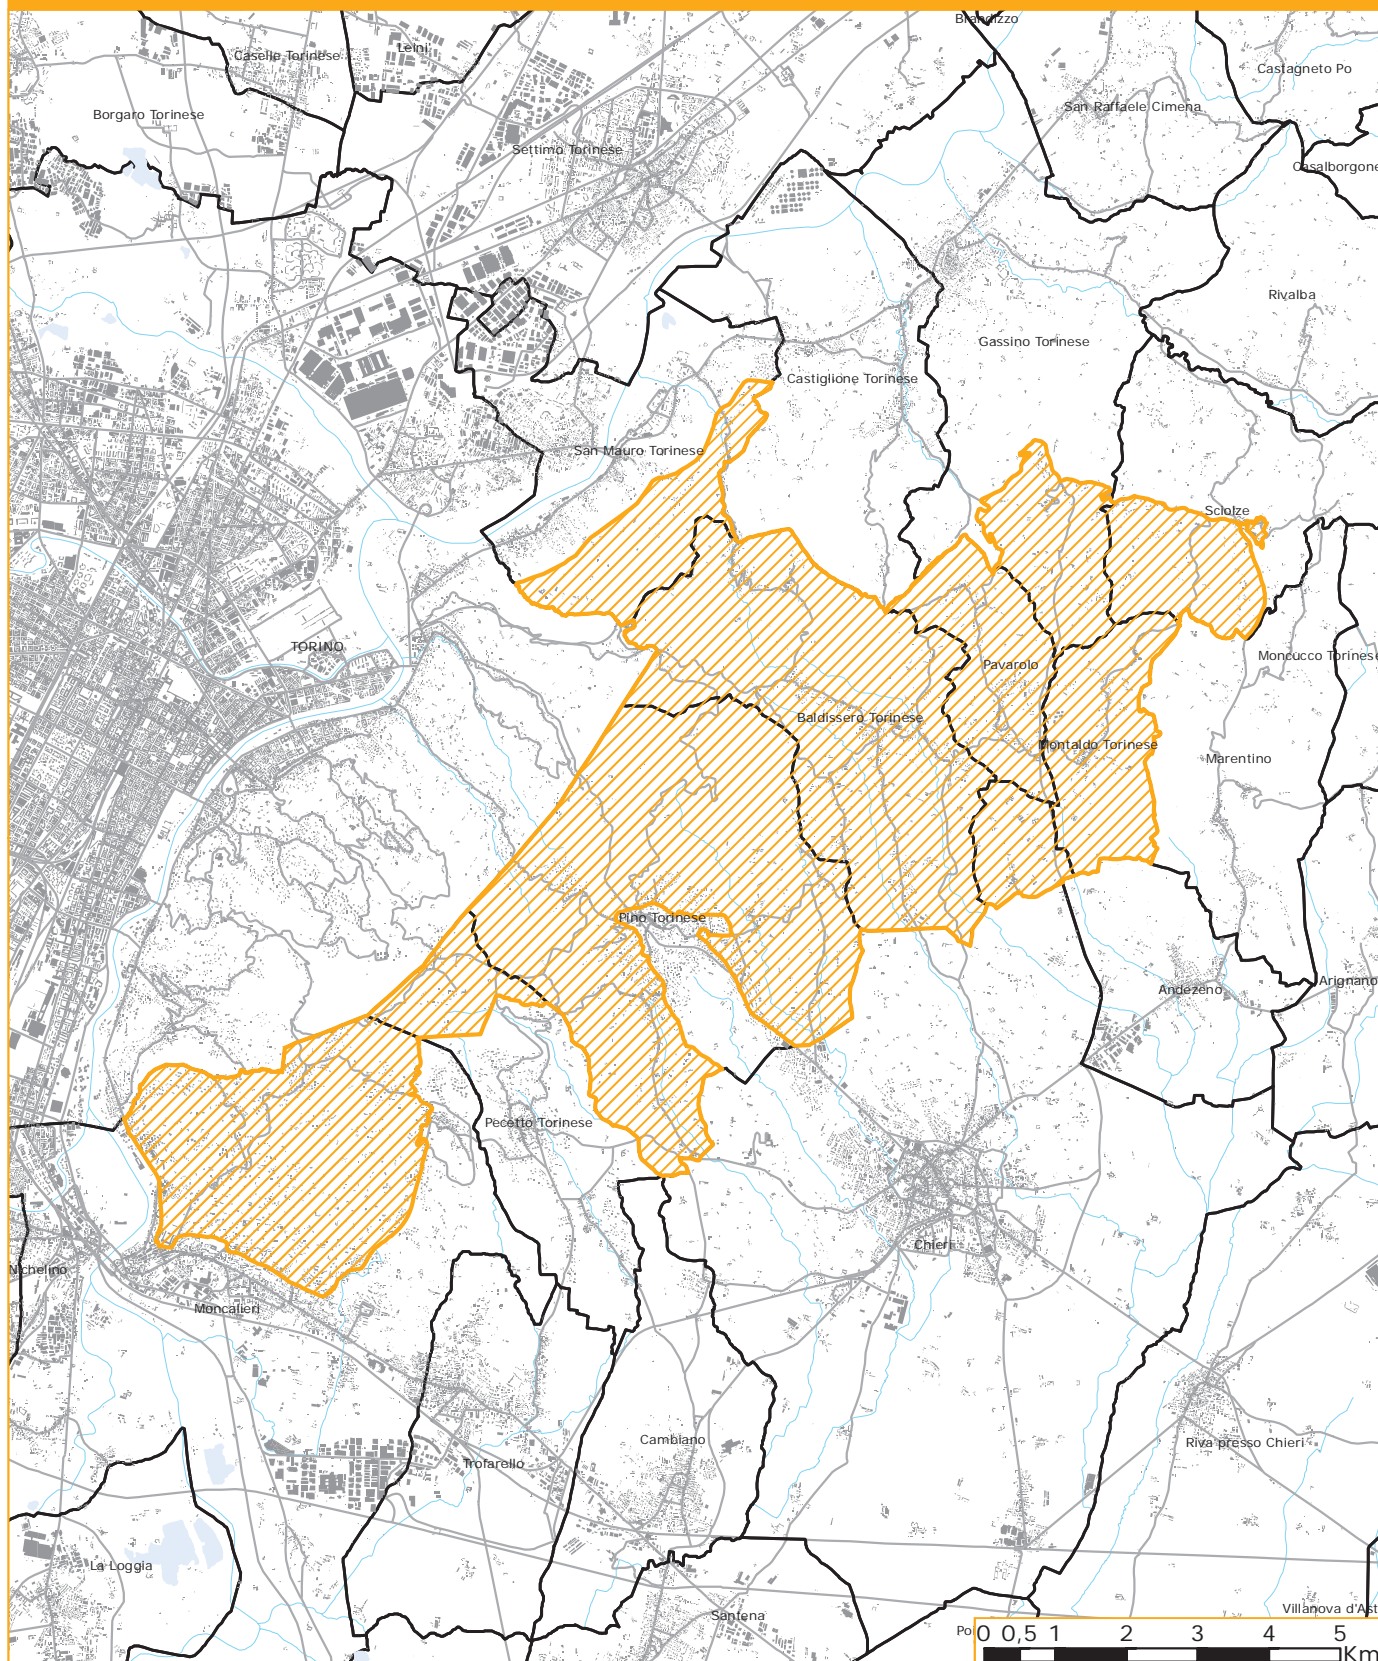 Brandizzo
Caselle Torinese
Leinì
Castagneto Po
San Raffaele Cimena
Borgaro Torinese
Settimo Torinese
Casalborgone
Rivalba
Gassino Torinese
Castiglione Torinese
San Mauro Torinese
Sciolze
TORINO
Moncucco Torinese
Pavarolo
Baldissero Torinese
Montaldo Torinese
Marentino
Pino Torinese
Arignano
Andezeno
Pecetto Torinese
Chieri
Nichelino
Moncalieri
Cambiano
Riva presso Chieri
Trofarello
La Loggia
Villanova d'Ast
Santena
Po
0 0,5 1 2 3 4 5
Km